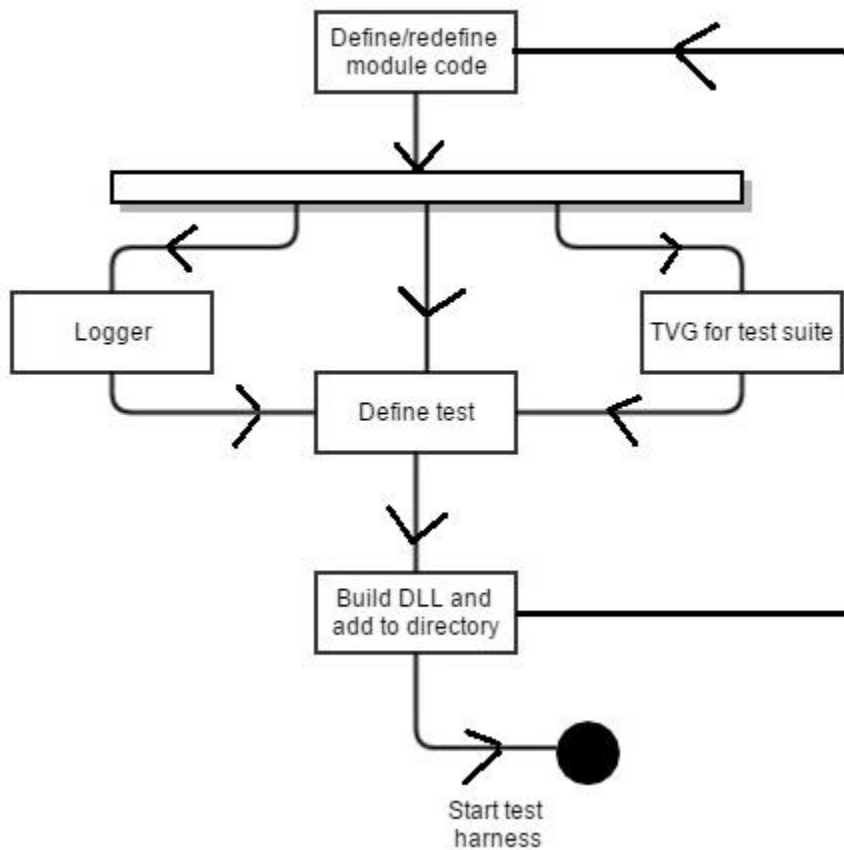 Define/redefine
module code
Logger
TVG for test suite
Define test
Build DLL and
add to directory
Start test
harness